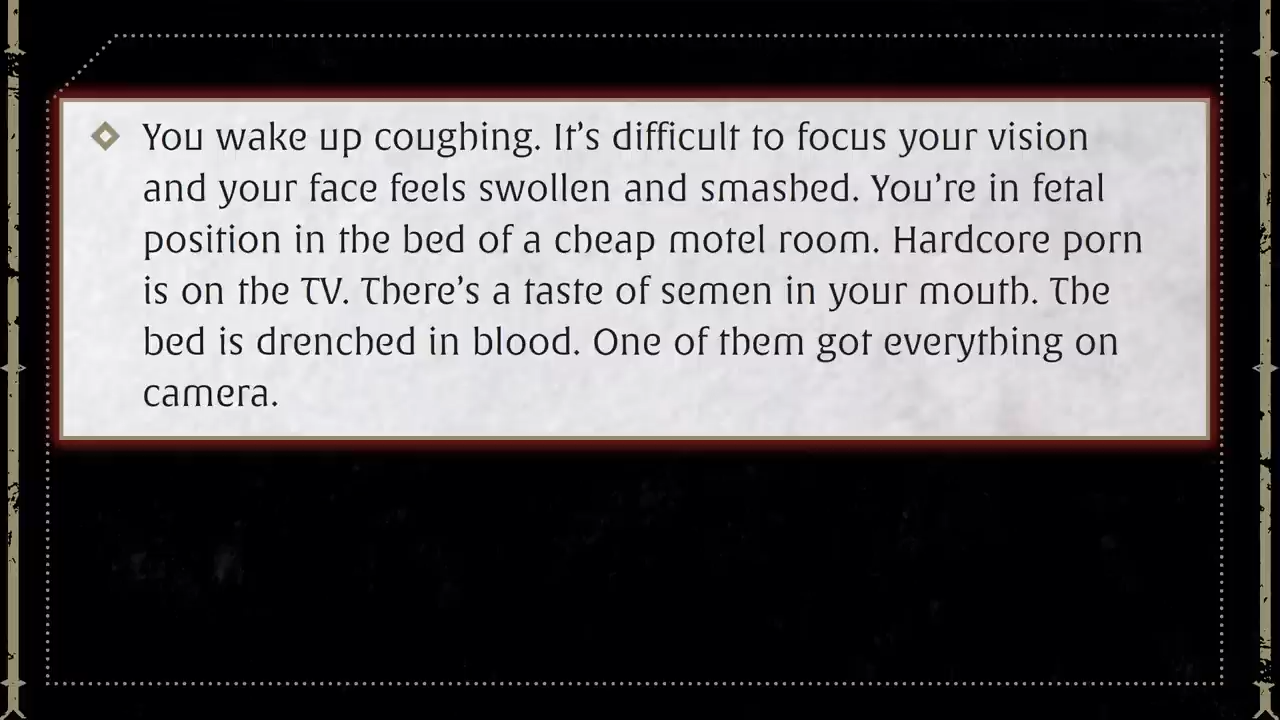 You wake up coughing. It’s difficult to focus your vision
and your face feels swollen and smashed. You’re in fetal
position in the bed of a cheap motel room. Hardcore porn
is on the TV. There’s a taste of semen in your mouth. The
bed is drenched in blood. One of them got everything on
camera.